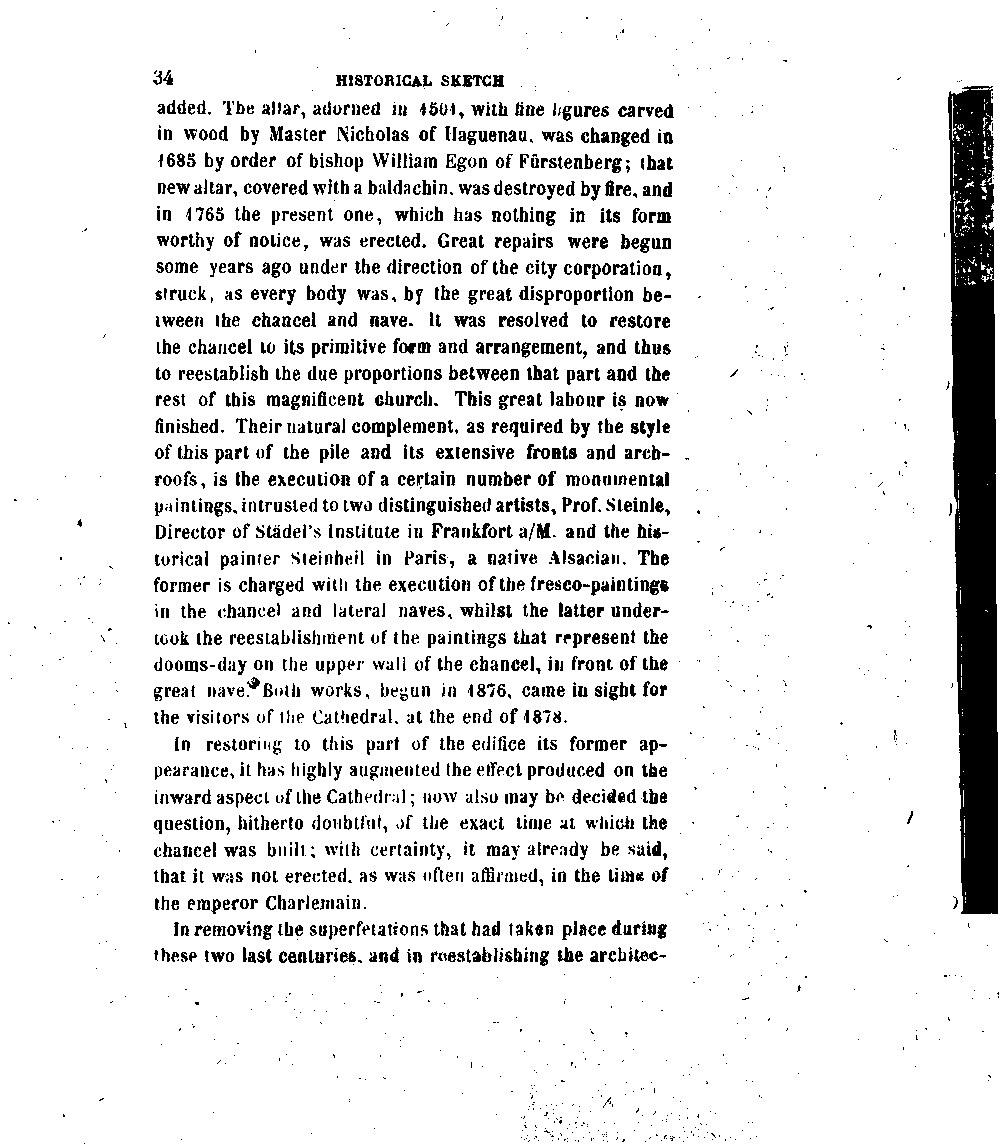 34 HISTORICAL SKETCH
added. The altar, adorned in 1501, with fine figures carved
in wood by Master Nicholas of Haguenau, was changed in
1685 by order of bishop William Egon of Fürstenberg; that
new altar, covered with a baldachin, was destroyed by fire, and
in 1765 the present one, which has nothing in its form
worthy of notice, was erected. Great repairs were begun
some years ago under the direction of the city corporation,
struck, as every body was, by the great disproportion be-
tween the chancel and nave. It was resolved to restore
the chancel to its primitive form and arrangement, and thus
to reestablish the due proportions between that part and the
rest of this magnificent church. This great labour is now
finished. Their natural complement, as required by the style
of this part of the pile and its extensive fronts and arch-
roofs, is the execution of a certain number of monumental
paintings, intrusted to two distinguished artists, Prof. Steinle,
Director of Städel's Institute in Frankfort a/M. and the his-
torical painter Steinheil in Paris, a native Alsacian. The
former is charged with the execution of the fresco-paintings
in the chancel and lateral naves, whilst the latter under-
took the reestablishment of the paintings that represent the
dooms-day on the upper wall of the chancel, in front of the
great nave. Both works, begun in 1876, came in sight for
the visitors of the Cathedral, at the end of 1878.
In restoring to this part of the edifice its former ap-
pearance, it has highly augmented the effect produced on the
inward aspect of the Cathedral; now also may be decided the
question, hitherto doubtful, of the exact time at which the
chancel was built; with certainty, it may already be said,
that it was not erected, as was often affirmed, in the time of
the emperor Charlemain.
In removing the superfetations that had taken place during
these two last centuries, and in reestablishing the architec-